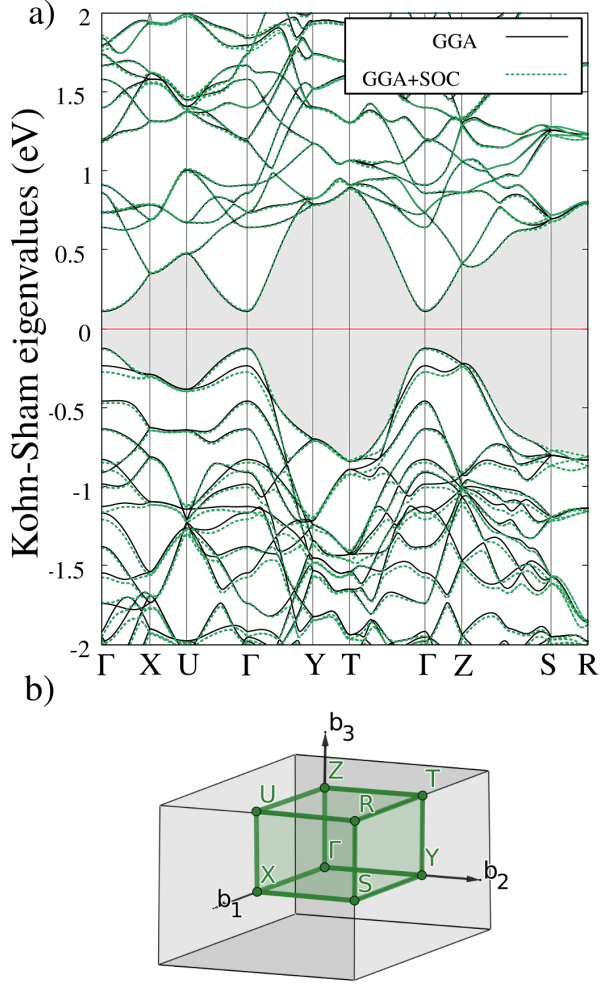 a)
Kohn-Sham eigenvalues (eV)
2
1.5
1
0.5
0
-0.5
-1
-1.5
-2
GGA
GGA+SOC
Γ X U Γ Y T Γ Z S R
b)
b3
Z
T
U
R
Γ
Y
X
S
b2
b1